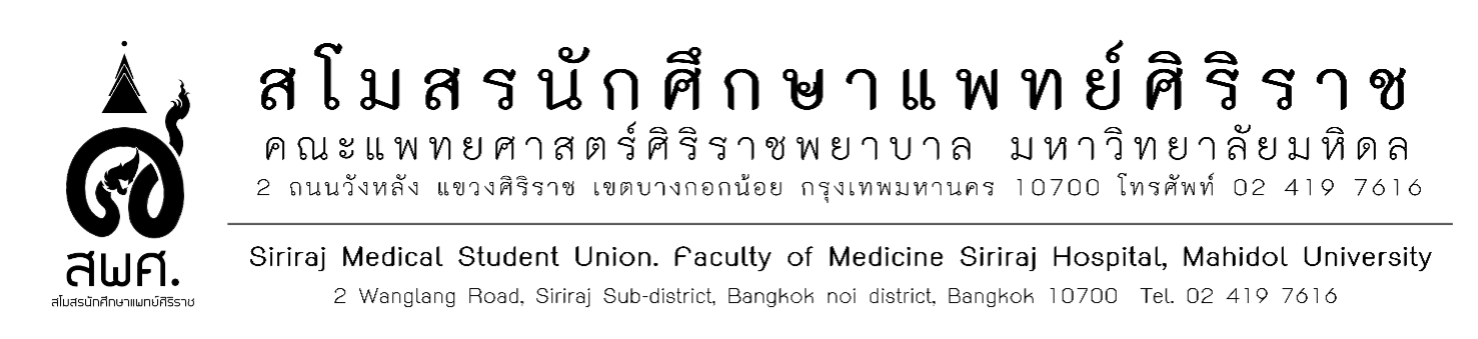 สโมสรนักศึกษาแพทย์ศิริราช
คณะแพทยศาสตร์ศิริราชพยาบาล มหาวิทยาลัยมหิดล
2 ถนนวังหลัง แขวงศิริราช เขตบางกอกน้อย กรุงเทพมหานคร 10700 โทรศัพท์ 02 419 7616
Siriraj Medical Student Union. Faculty of Medicine Siriraj Hospital, Mahidol University
2 Wanglang Road, Siriraj Sub-district, Bangkok noi district, Bangkok 10700 Tel. 02 419 7616
สพศ.
สโมสรนักศึกษาแพทย์ศิริราช